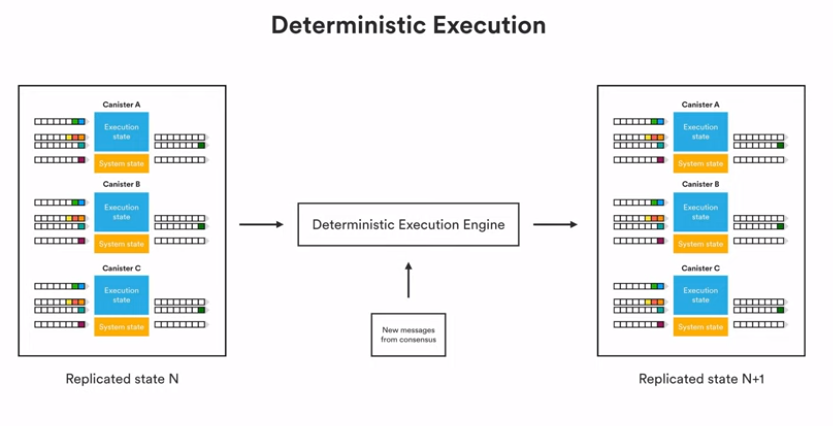 Deterministic Execution
Canister A
Execution
state
System state
Canister B
Execution
state
System state
Canister C
Execution
state
System state
Replicated state N
Deterministic Execution Engine
New messages
from consensus
Canister A
Execution
state
System state
Canister B
Execution
state
System state
Canister C
Execution
state
System state
Replicated state N+1